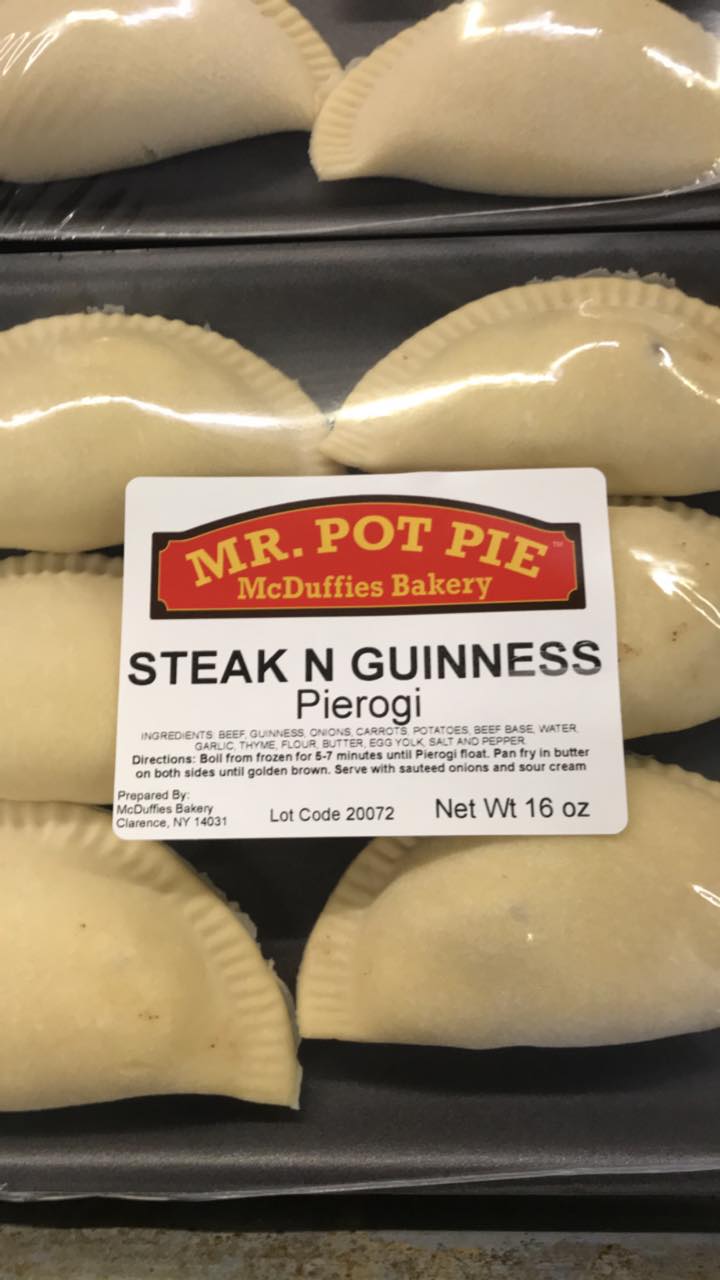 MR. POT PIE™
McDuffies Bakery
STEAK N GUINNESS
Pierogi
INGREDIENTS: BEEF, GUINNESS, ONIONS, CARROTS, POTATOES, BEEF BASE, WATER,
GARLIC, THYME, FLOUR, BUTTER, EGG YOLK, SALT AND PEPPER
Directions: Boil from frozen for 5-7 minutes until Pierogi float. Pan fry in butter
on both sides until golden brown. Serve with sauteed onions and sour cream
Prepared By:
McDuffies Bakery
Clarence, NY 14031
Lot Code 20072
Net Wt 16 oz